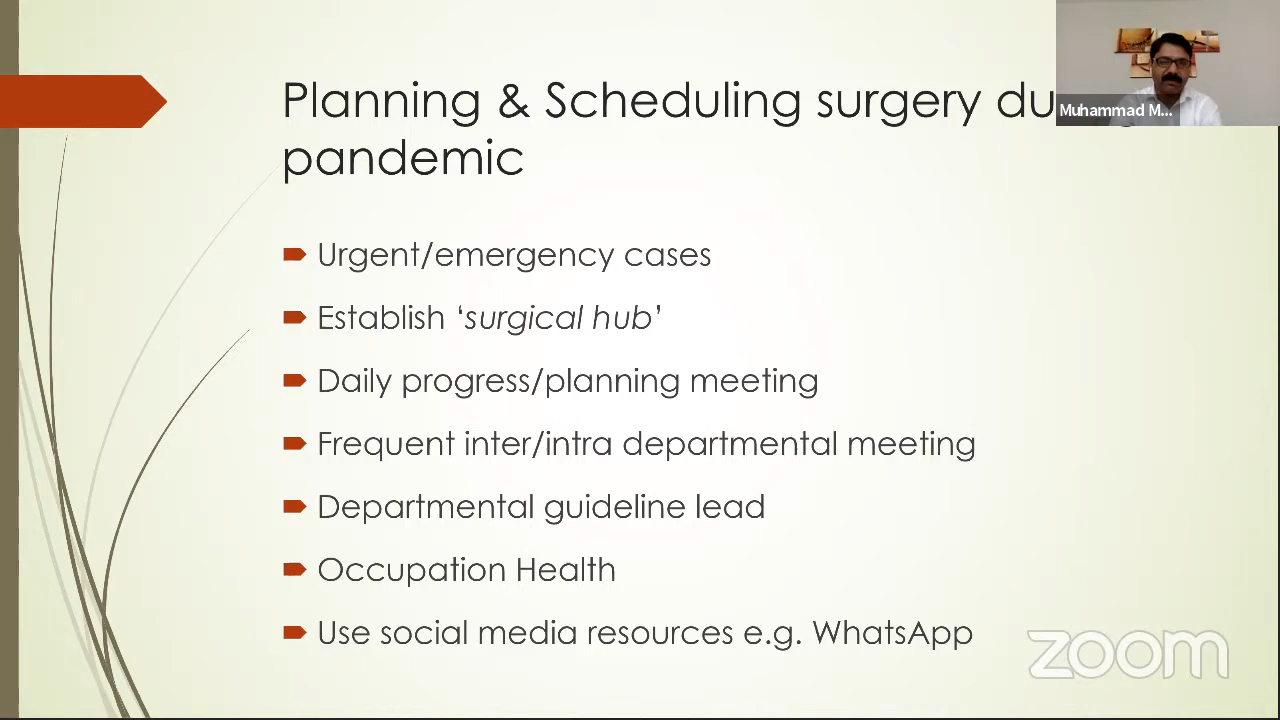 Planning & Scheduling surgery
pandemic
Muhammad M...
Urgent/emergency cases
Establish ‘surgical hub’
Daily progress/planning meeting
Frequent inter/intra departmental meeting
Departmental guideline lead
Occupation Health
Use social media resources e.g. WhatsApp
zoom